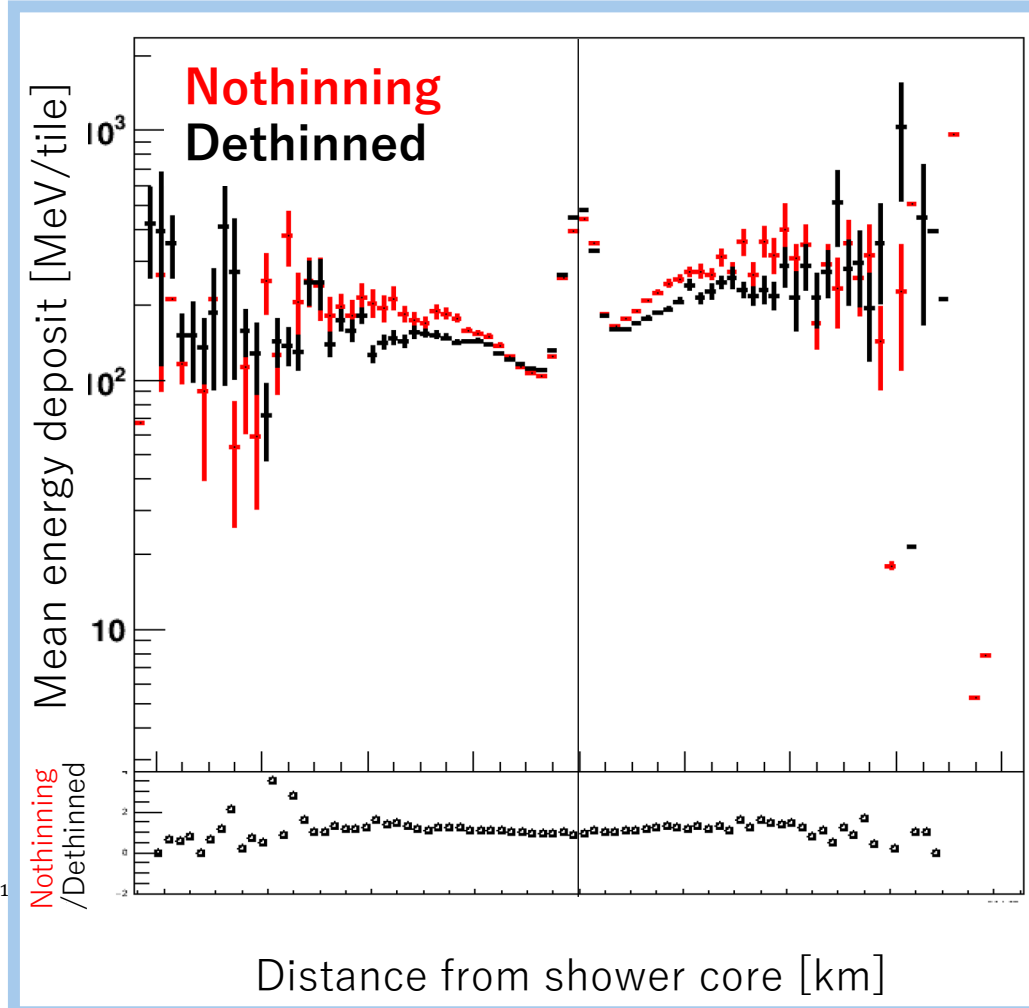 Nothinning
Dethinned
Mean energy deposit [MeV/tile]
10³
10²
10
Nothinning
/Dethinned
2
0
-2
1
Distance from shower core [km]